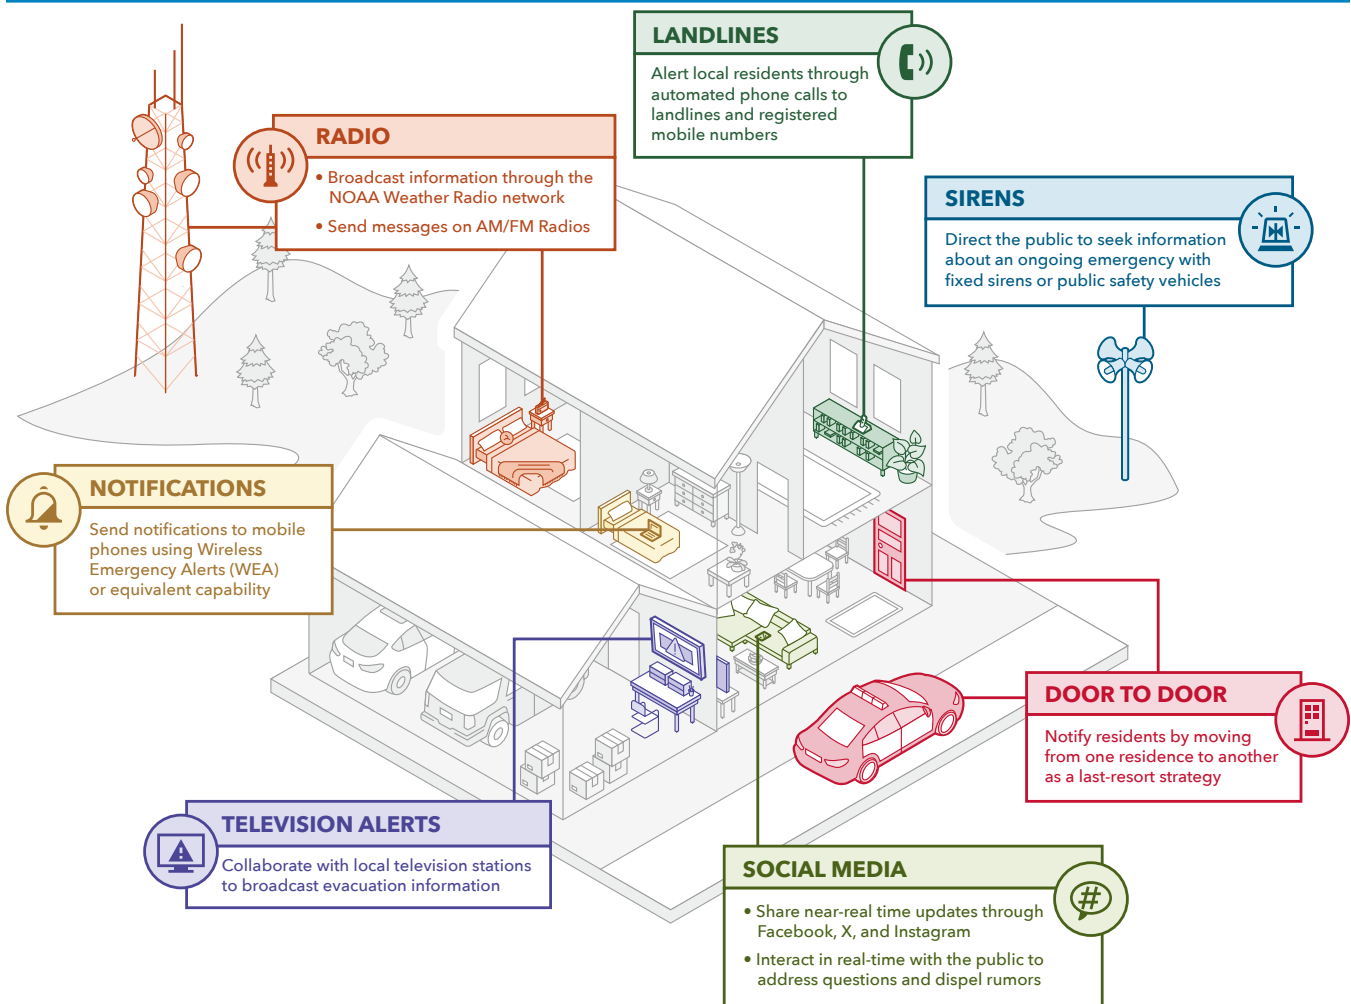 LANDLINES
Alert local residents through
automated phone calls to
landlines and registered
mobile numbers
RADIO
• Broadcast information through the
NOAA Weather Radio network
• Send messages on AM/FM Radios
SIRENS
Direct the public to seek information
about an ongoing emergency with
fixed sirens or public safety vehicles
NOTIFICATIONS
Send notifications to mobile
phones using Wireless
Emergency Alerts (WEA)
or equivalent capability
DOOR TO DOOR
Notify residents by moving
from one residence to another
as a last-resort strategy
TELEVISION ALERTS
Collaborate with local television stations
to broadcast evacuation information
SOCIAL MEDIA
#
• Share near-real time updates through
Facebook, X, and Instagram
• Interact in real-time with the public to
address questions and dispel rumors